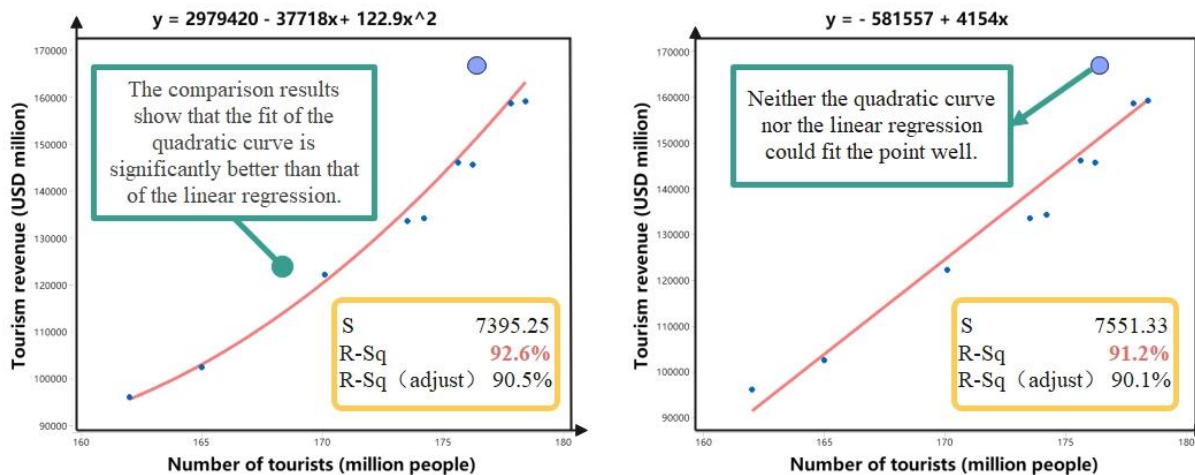 y = 2979420 - 37718x+ 122.9x^2
170000
160000
150000
140000
130000
120000
110000
100000
90000
Tourism revenue (USD million)
The comparison results
show that the fit of the
quadratic curve is
significantly better than that
of the linear regression.
S 7395.25
R-Sq 92.6%
R-Sq（adjust） 90.5%
160 165 170 175 180
Number of tourists (million people)
y = - 581557 + 4154x
170000
160000
150000
140000
130000
120000
110000
100000
90000
Tourism revenue (USD million)
Neither the quadratic curve
nor the linear regression
could fit the point well.
S 7551.33
R-Sq 91.2%
R-Sq（adjust） 90.1%
160 165 170 175 180
Number of tourists (million people)